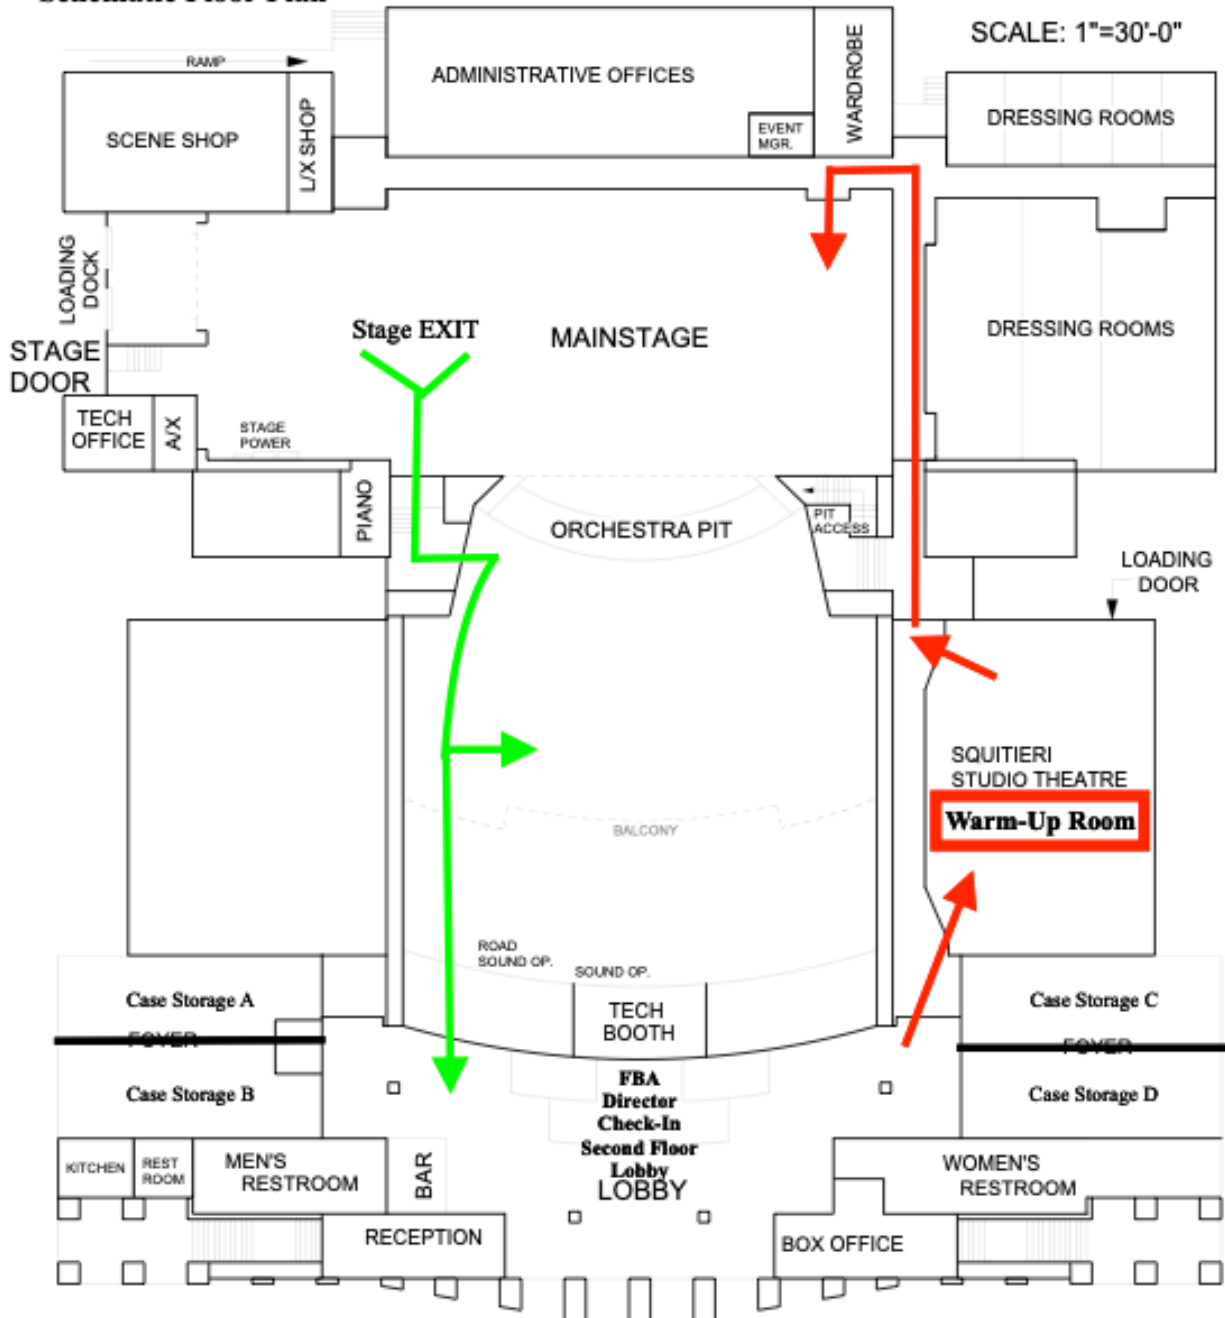 Schematic Floor Plan
SCALE: 1"=30'-0"
RAMP
ADMINISTRATIVE OFFICES
WARDROBE
EVENT
MGR.
SCENE SHOP
L/X SHOP
DRESSING ROOMS
LOADING
DOCK
Stage EXIT
MAINSTAGE
DRESSING ROOMS
STAGE
DOOR
TECH
OFFICE
A/X
STAGE
POWER
PIANO
ORCHESTRA PIT
PIT
ACCESS
LOADING
DOOR
SQUITIERI
STUDIO THEATRE
Warm-Up Room
BALCONY
ROAD
SOUND OP.
SOUND OP.
TECH
BOOTH
Case Storage A
FOYER
Case Storage B
Case Storage C
FOYER
Case Storage D
FBA
Director
Check-In
Second Floor
Lobby
LOBBY
KITCHEN
REST
ROOM
MEN'S
RESTROOM
BAR
WOMEN'S
RESTROOM
RECEPTION
BOX OFFICE